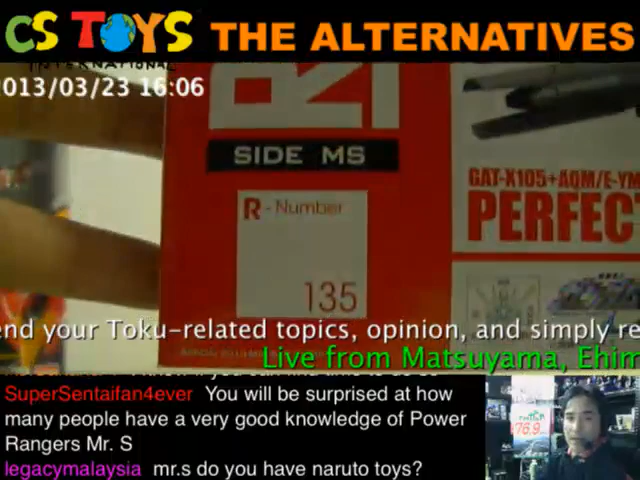 CS TOYS THE ALTERNATIVES
INTERNATIONAL
2013/03/23 16:06
SIDE MS
R-Number
135
GAT-X105+AQM/E-YM
PERFECT
end your Toku-related topics, opinion, and simply re
Live from Matsuyama, Ehim
SuperSentaifan4ever You will be surprised at how
many people have a very good knowledge of Power
Rangers Mr. S
legacymalaysia mr.s do you have naruto toys?